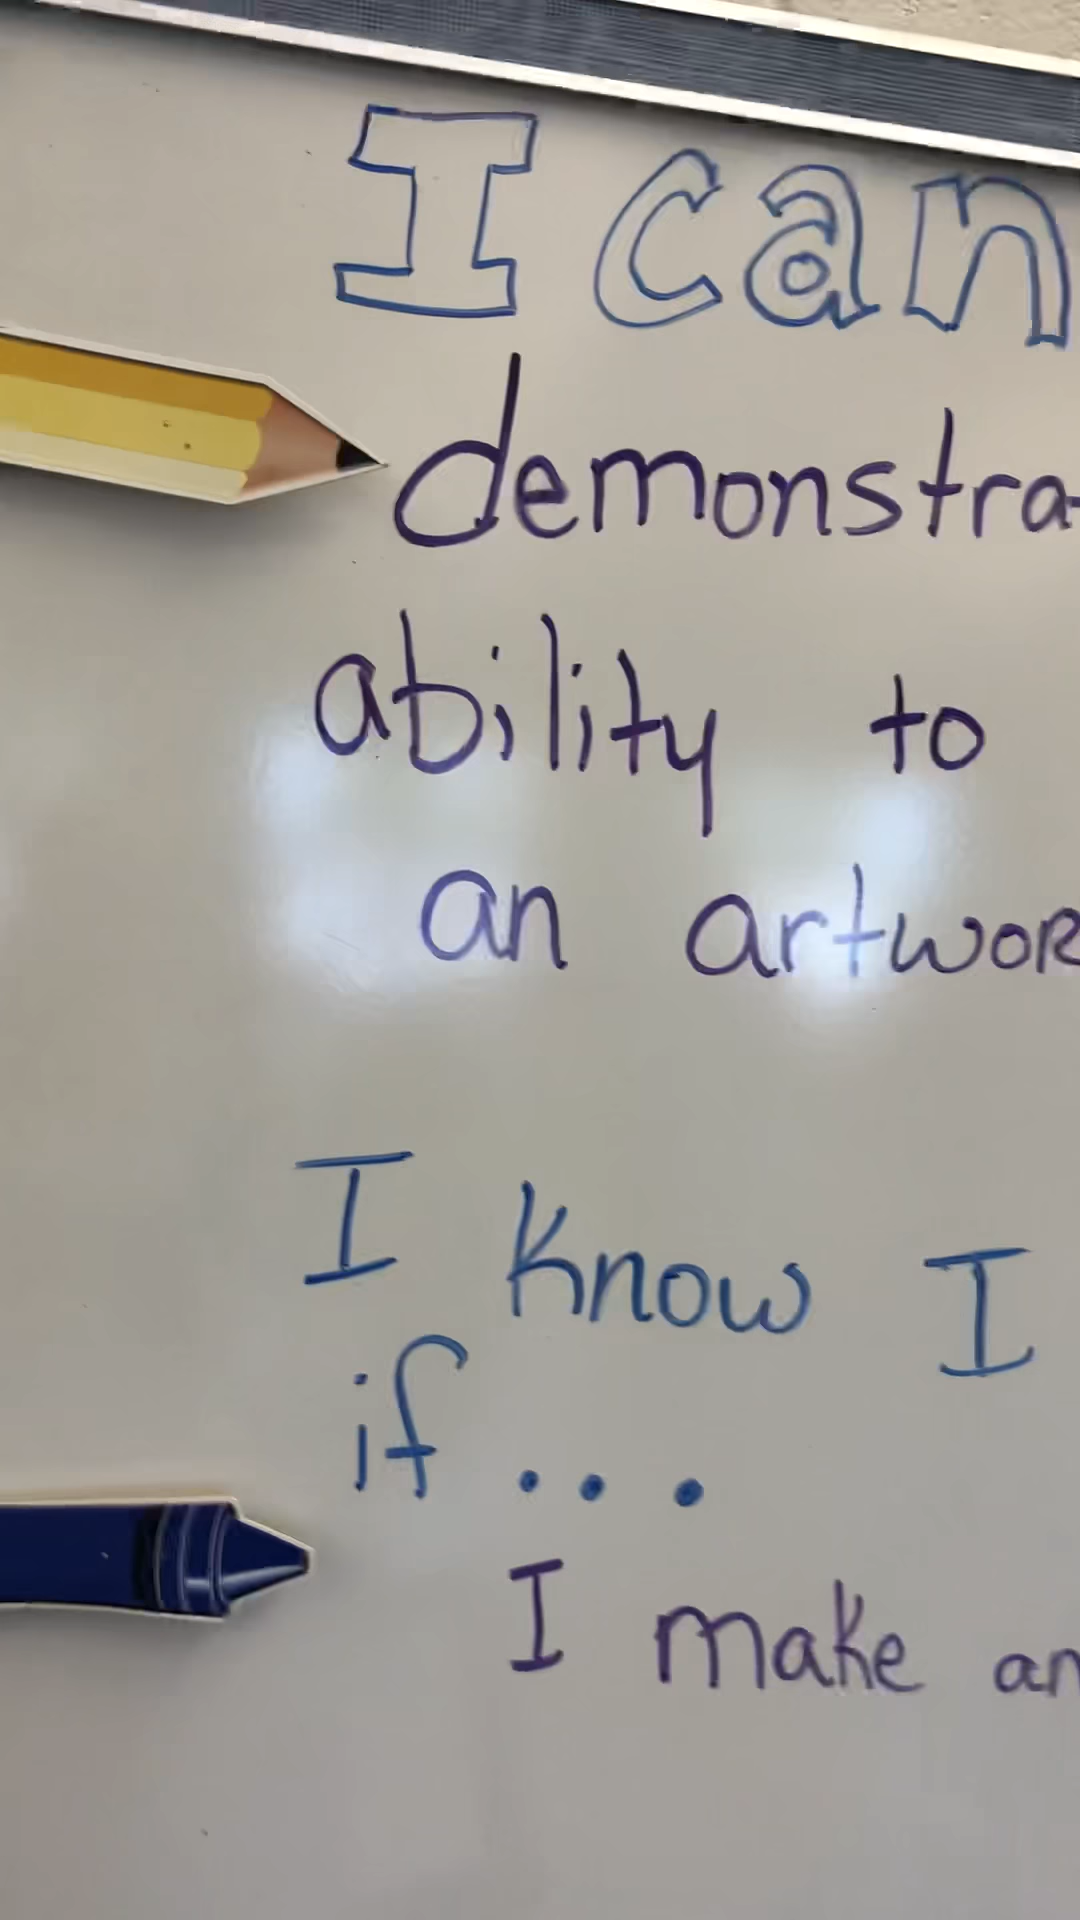 I can
demonstra
ability to
an artwor
I know I
if...
I make an